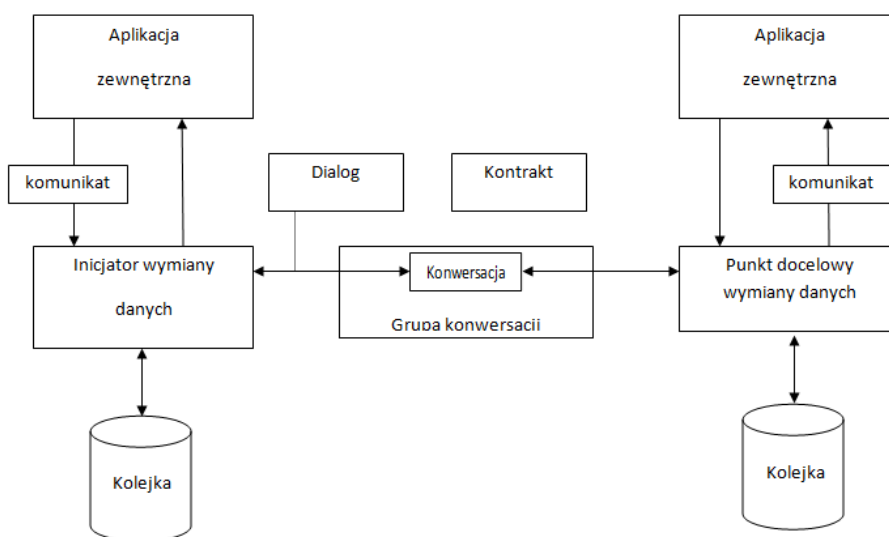 Aplikacja
zewnętrzna
Aplikacja
zewnętrzna
komunikat
Dialog
Kontrakt
komunikat
Inicjator wymiany
danych
Konwersacja
Grupa konwersacji
Punkt docelowy
wymiany danych
Kolejka
Kolejka